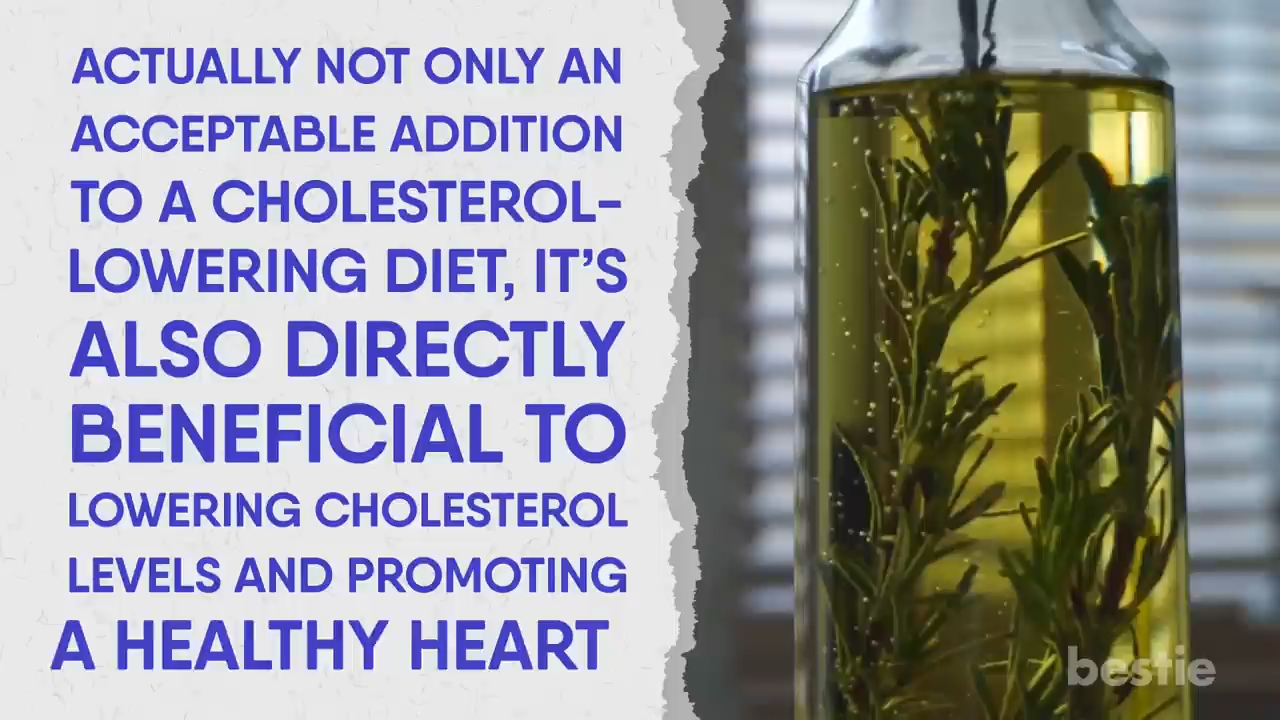 ACTUALLY NOT ONLY AN
ACCEPTABLE ADDITION
TO A CHOLESTEROL-
LOWERING DIET, IT’S
ALSO DIRECTLY
BENEFICIAL TO
LOWERING CHOLESTEROL
LEVELS AND PROMOTING
A HEALTHY HEART
bestie